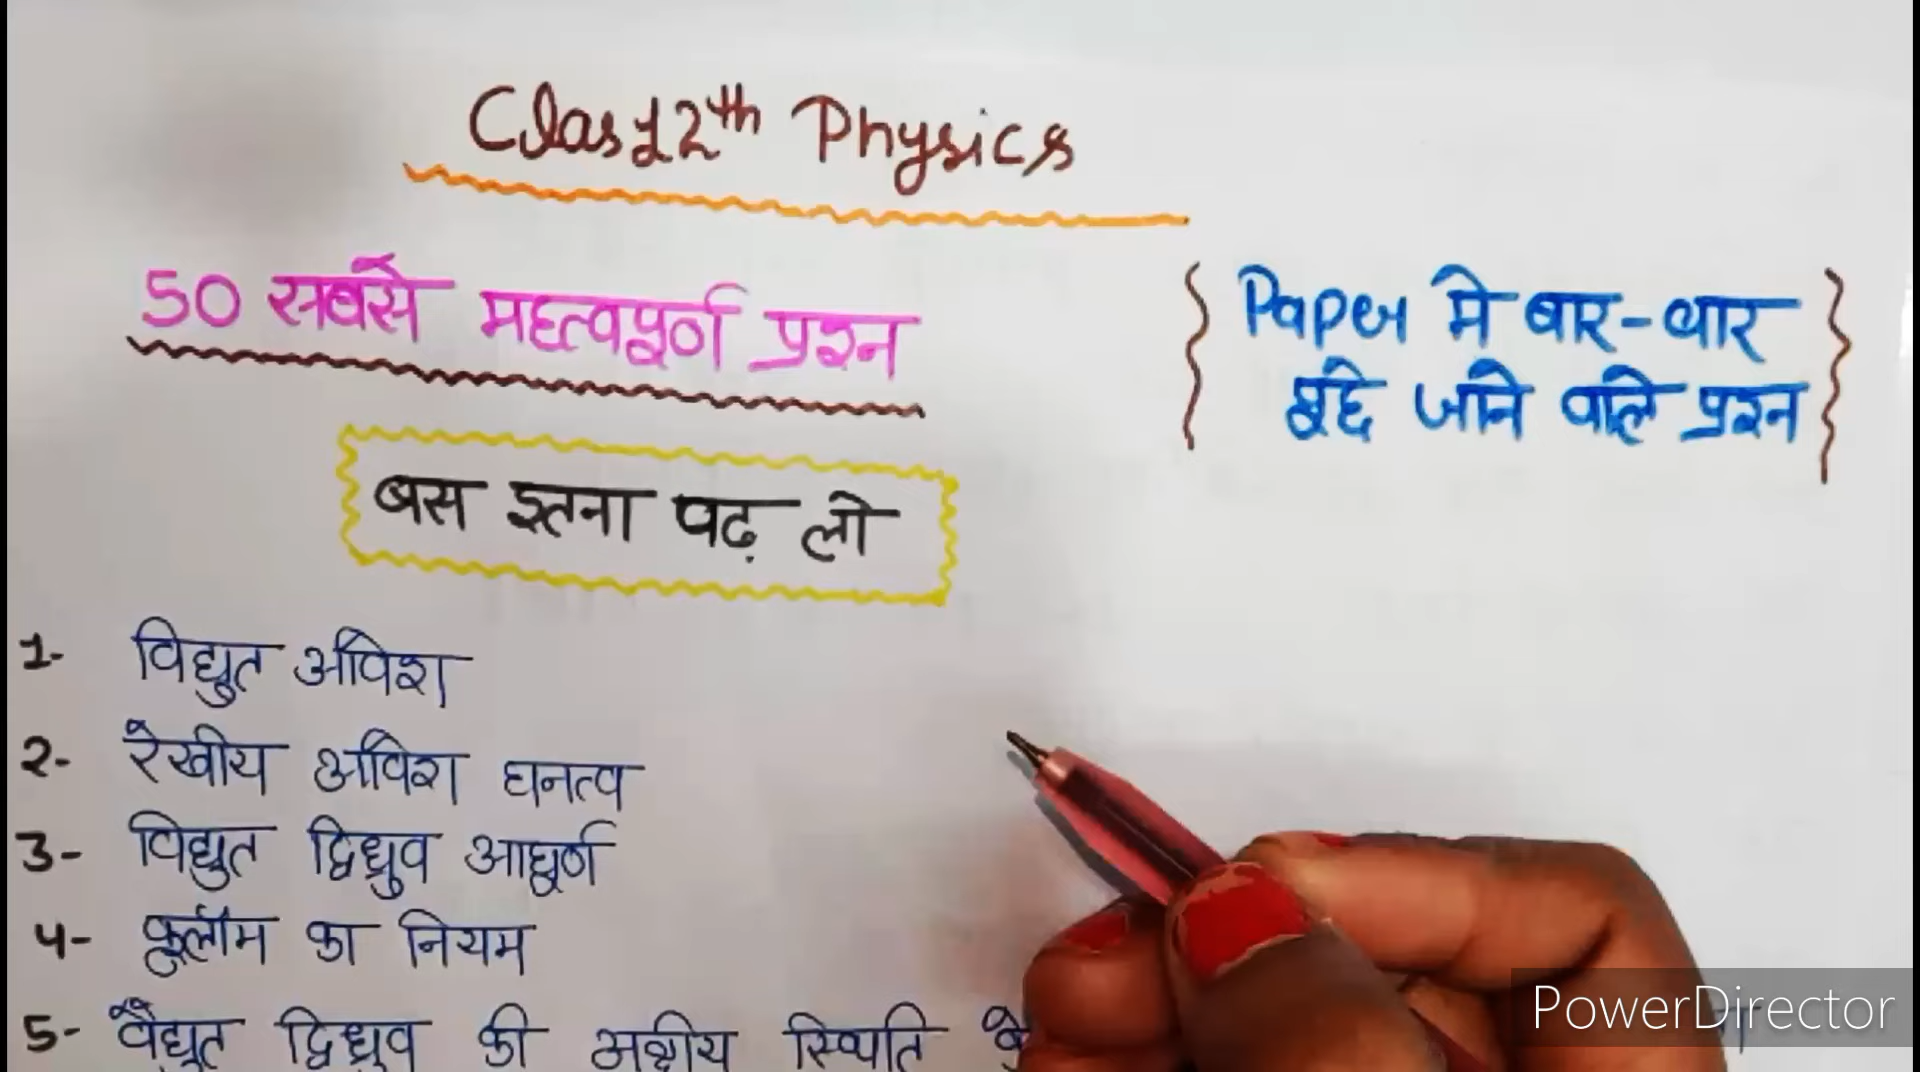 Class 12th Physics
50 सबसे महत्वपूर्ण प्रश्न
{ Paper मे बार-बार
पूछे जाने वाले प्रश्न }
बस इतना पढ़ लो
1- विद्युत आवेश
2- रेखीय आवेश घनत्व
3- विद्युत द्विध्रुव आघूर्ण
4- कूलॉम का नियम
5- वैद्युत द्विध्रुव की अक्षीय स्थिति
PowerDirector